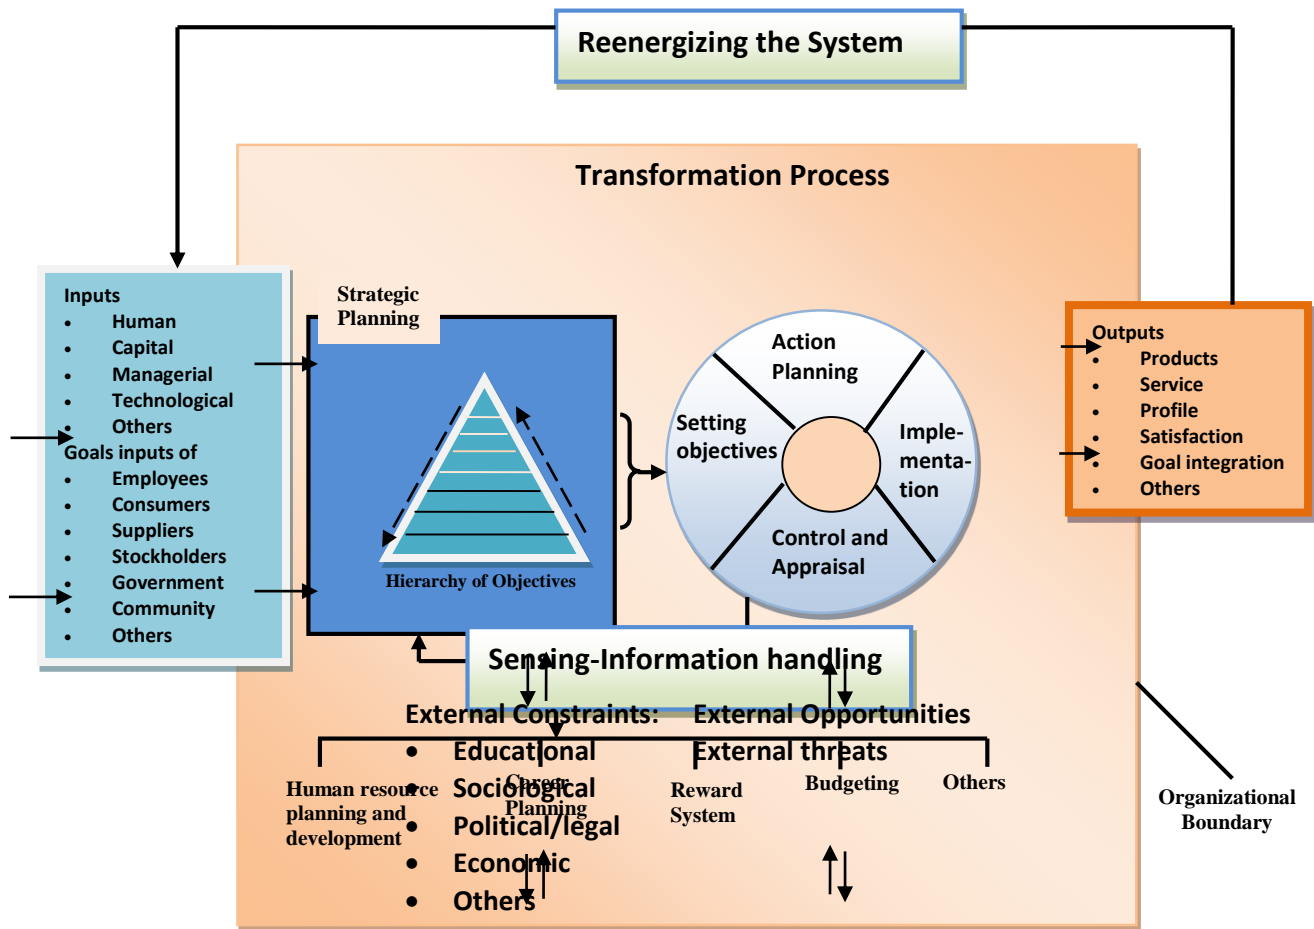 Reenergizing the System
Transformation Process
Inputs
• Human
• Capital
• Managerial
• Technological
• Others
Goals inputs of
• Employees
• Consumers
• Suppliers
• Stockholders
• Government
• Community
• Others
Strategic
Planning
Hierarchy of Objectives
Action
Planning
Setting
objectives
Imple-
menta-
tion
Control and
Appraisal
Outputs
• Products
• Service
• Profile
• Satisfaction
• Goal integration
• Others
Sensing-Information handling
External Constraints:
• Educational
• Sociological
• Political/legal
• Economic
• Others
External Opportunities
External threats
Human resource
planning and
development
Career
Planning
Reward
System
Budgeting
Others
Organizational
Boundary